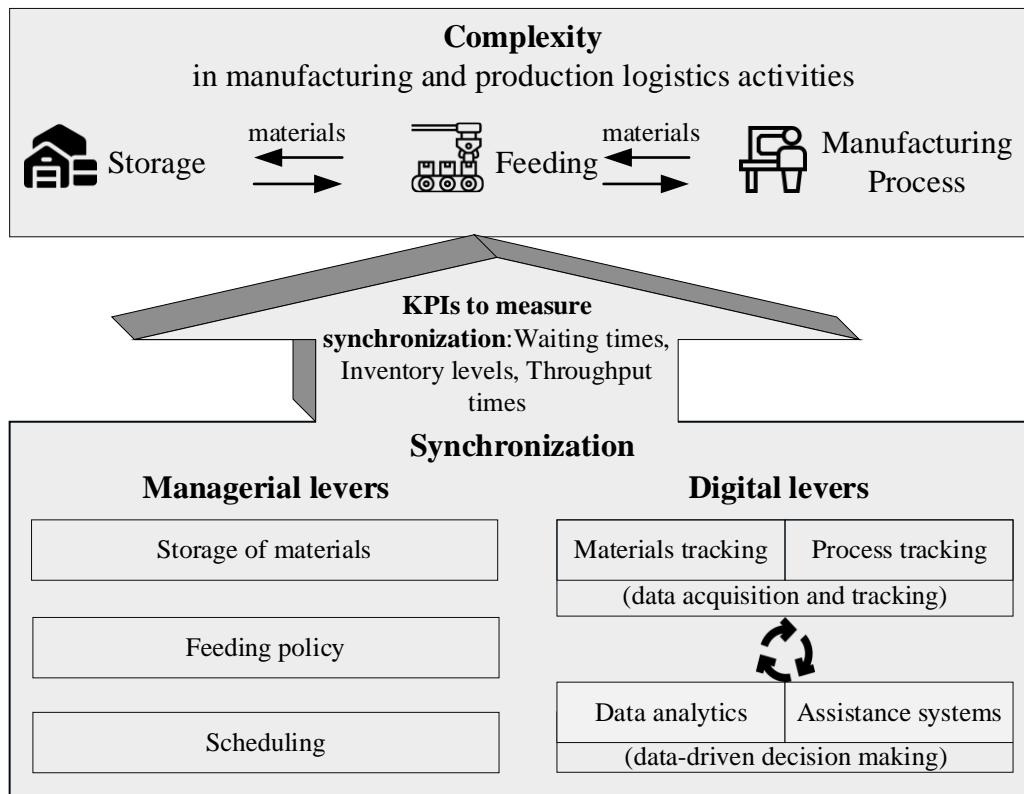 Complexity
in manufacturing and production logistics activities
materials
materials
Storage
Feeding
Manufacturing
Process
KPIs to measure
synchronization:Waiting times,
Inventory levels, Throughput
times
Synchronization
Managerial levers
Storage of materials
Feeding policy
Scheduling
Digital levers
Materials tracking
Process tracking
(data acquisition and tracking)
Data analytics
Assistance systems
(data-driven decision making)